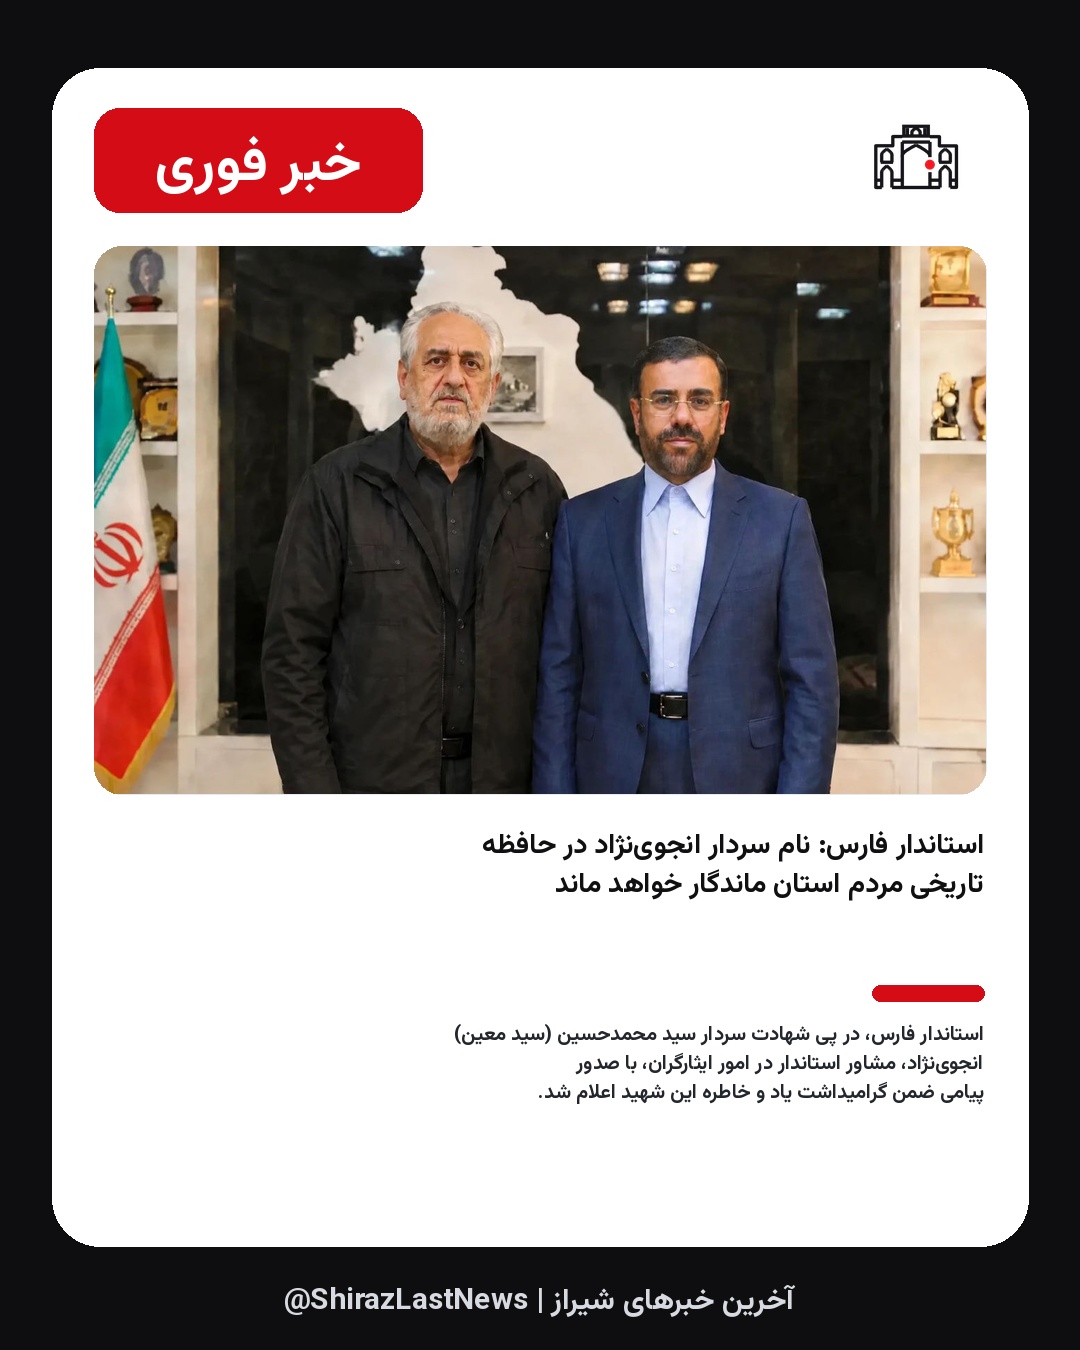 خبر فوری
استاندار فارس: نام سردار انجوی‌نژاد در حافظه
تاریخی مردم استان ماندگار خواهد ماند
استاندار فارس، در پی شهادت سردار سید محمدحسین (سید معین)
انجوی‌نژاد، مشاور استاندار در امور ایثارگران، با صدور
پیامی ضمن گرامیداشت یاد و خاطره این شهید اعلام شد.
آخرین خبرهای شیراز | @ShirazLastNews